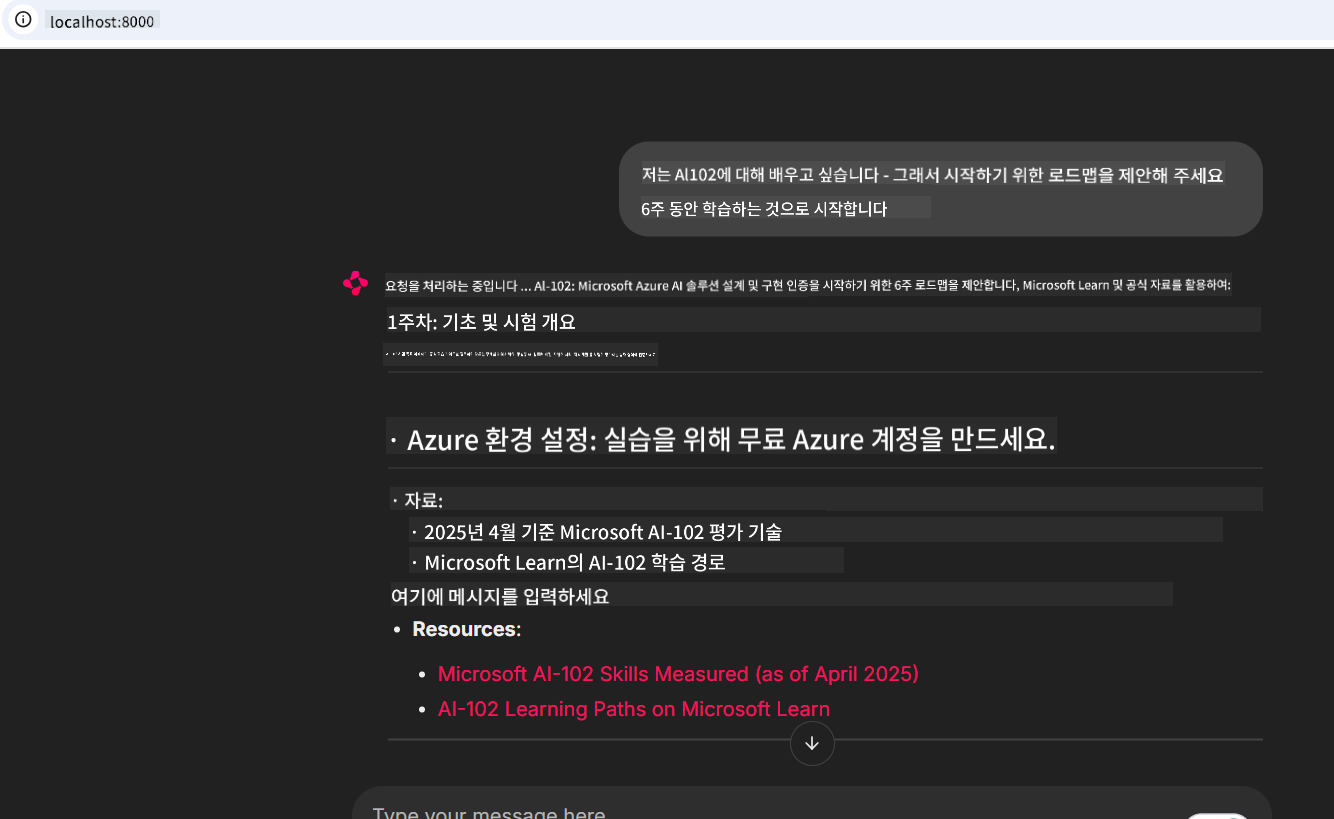 localhost:8000
저는 AI102에 대해 배우고 싶습니다 - 그래서 시작하기 위한 로드맵을 제안해 주세요
6주 동안 학습하는 것으로 시작합니다
요청을 처리하는 중입니다 ... AI-102: Microsoft Azure AI 솔루션 설계 및 구현 인증을 시작하기 위한 6주 로드맵을 제안합니다, Microsoft Learn 및 공식 자료를 활용하여:
1주차: 기초 및 시험 개요
· Azure 환경 설정: 실습을 위해 무료 Azure 계정을 만드세요.
· 자료:
· 2025년 4월 기준 Microsoft AI-102 평가 기술
· Microsoft Learn의 AI-102 학습 경로
여기에 메시지를 입력하세요
• Resources:
• Microsoft AI-102 Skills Measured (as of April 2025)
• AI-102 Learning Paths on Microsoft Learn
Type your message here